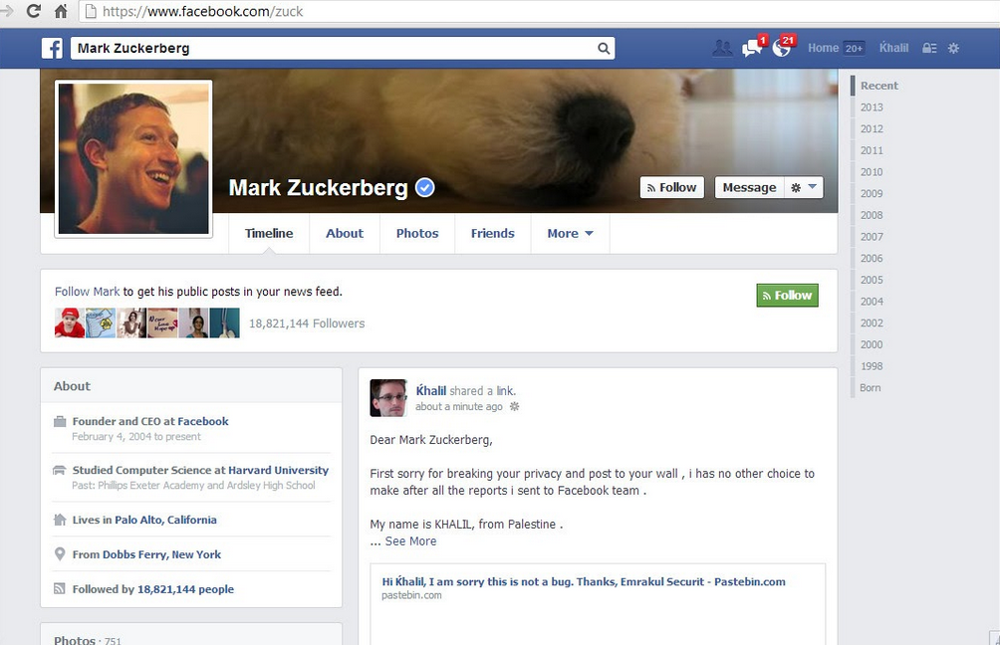 https://www.facebook.com/zuck
f Mark Zuckerberg 1 21 Home 20+ Ќhalil
Mark Zuckerberg
Follow Message
Timeline About Photos Friends More
Follow Mark to get his public posts in your news feed.
Follow
18,821,144 Followers
About
Founder and CEO at Facebook
February 4, 2004 to present
Studied Computer Science at Harvard University
Past: Phillips Exeter Academy and Ardsley High School
Lives in Palo Alto, California
From Dobbs Ferry, New York
Followed by 18,821,144 people
Photos · 751
Ќhalil shared a link.
about a minute ago
Dear Mark Zuckerberg,
First sorry for breaking your privacy and post to your wall , i has no other choice to
make after all the reports i sent to Facebook team .
My name is KHALIL, from Palestine .
... See More
Hi Ќhalil, I am sorry this is not a bug. Thanks, Emrakul Securit - Pastebin.com
pastebin.com
Recent
2013
2012
2011
2010
2009
2008
2007
2006
2005
2004
2002
2000
1998
Born